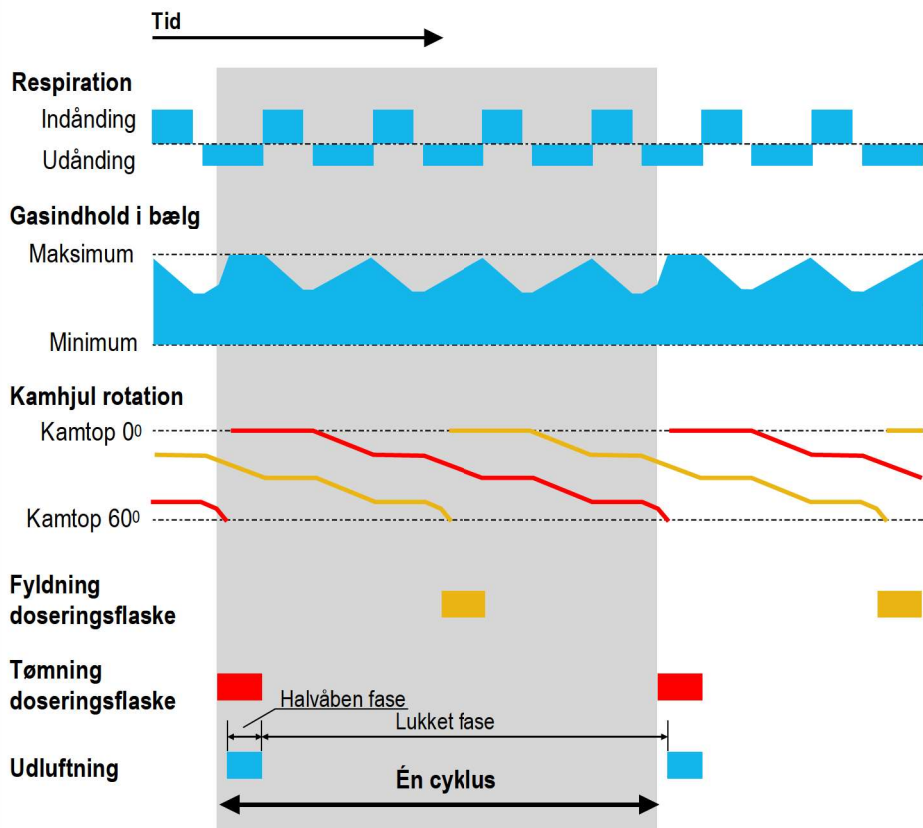 Tid
Respiration
Indånding
Udånding
Gasindhold i bælg
Maksimum
Minimum
Kamhjul rotation
Kamtop 0⁰
Kamtop 60⁰
Fyldning
doseringsflaske
Tømning
doseringsflaske
Halvåben fase
Lukket fase
Udluftning
Én cyklus